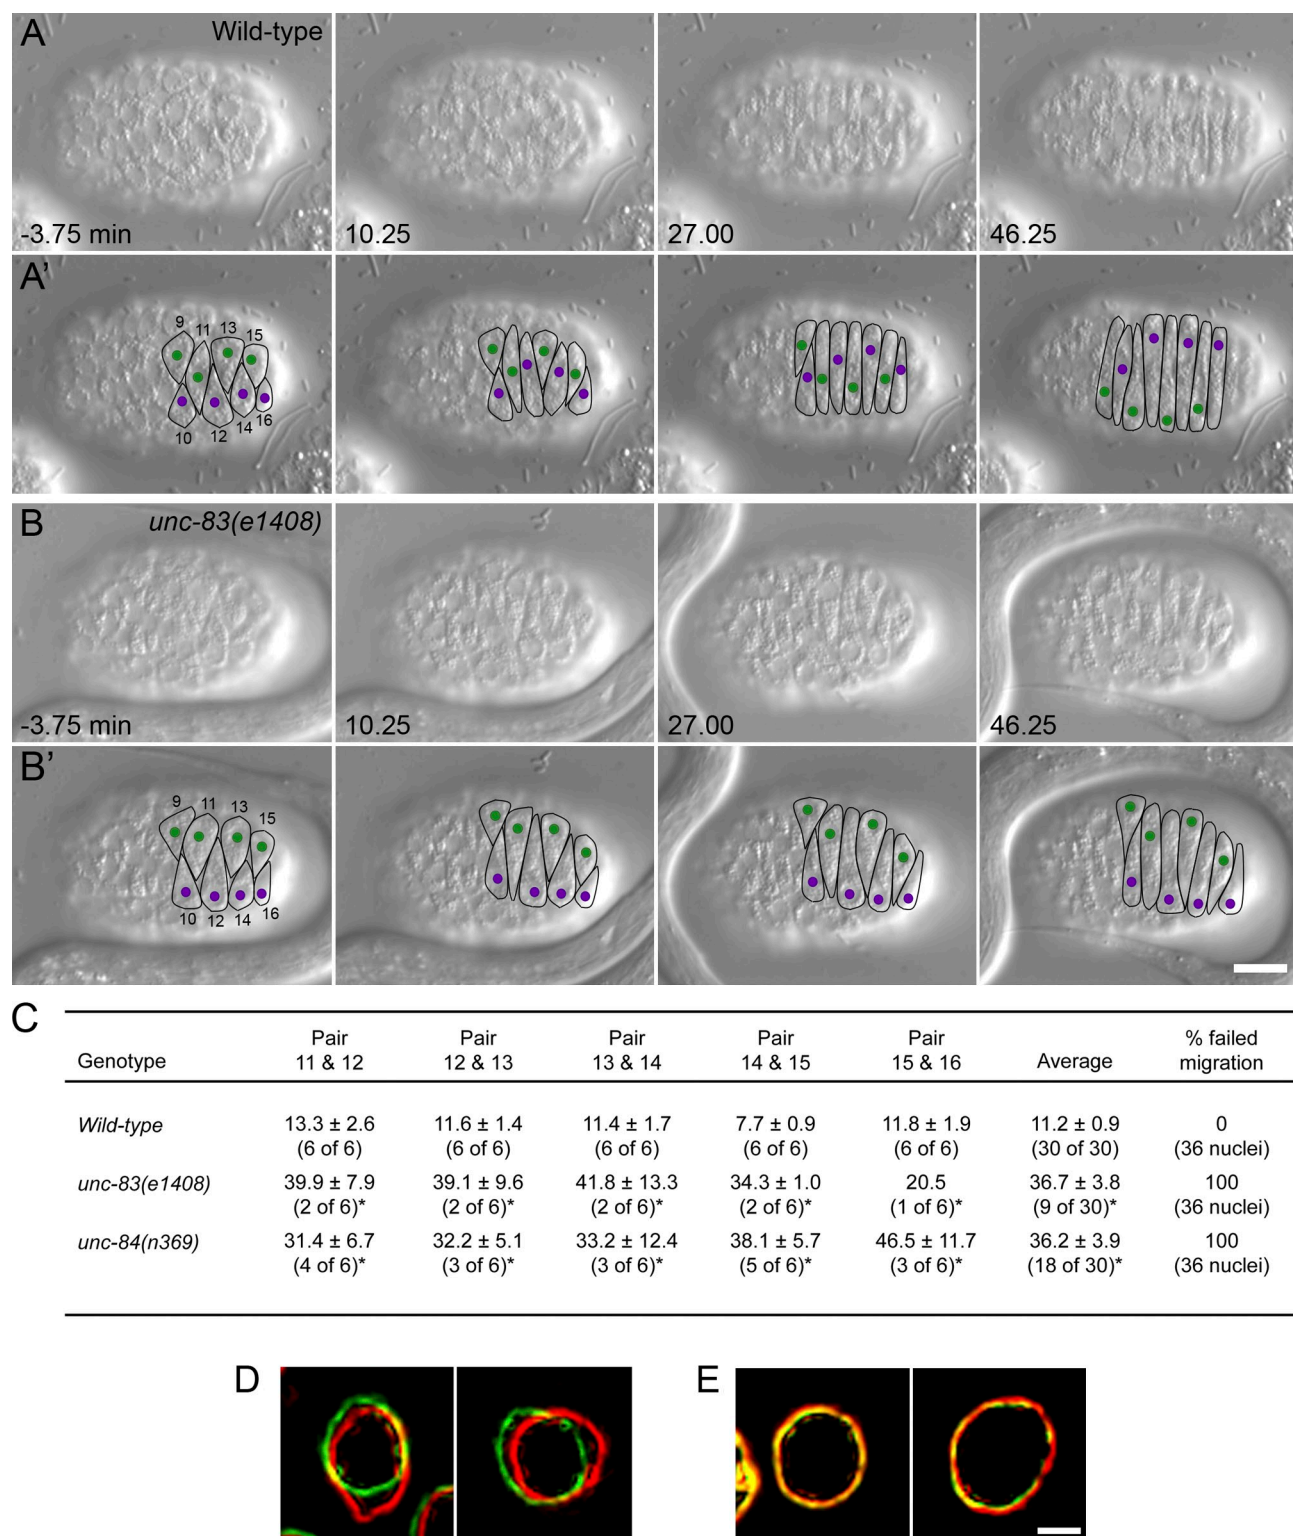 A
Wild-type
-3.75 min
10.25
27.00
46.25
A’
9
11
13
15
10
12
14
16
B
unc-83(e1408)
-3.75 min
10.25
27.00
46.25
B’
9
11
13
15
10
12
14
16
C
Genotype Pair 11 & 12 Pair 12 & 13 Pair 13 & 14 Pair 14 & 15 Pair 15 & 16 Average % failed migration
Wild-type 13.3 ± 2.6 11.6 ± 1.4 11.4 ± 1.7 7.7 ± 0.9 11.8 ± 1.9 11.2 ± 0.9 0
(6 of 6) (6 of 6) (6 of 6) (6 of 6) (6 of 6) (30 of 30) (36 nuclei)
unc-83(e1408) 39.9 ± 7.9 39.1 ± 9.6 41.8 ± 13.3 34.3 ± 1.0 20.5 36.7 ± 3.8 100
(2 of 6)* (2 of 6)* (2 of 6)* (2 of 6)* (1 of 6)* (9 of 30)* (36 nuclei)
unc-84(n369) 31.4 ± 6.7 32.2 ± 5.1 33.2 ± 12.4 38.1 ± 5.7 46.5 ± 11.7 36.2 ± 3.9 100
(4 of 6)* (3 of 6)* (3 of 6)* (5 of 6)* (3 of 6)* (18 of 30)* (36 nuclei)
D
E